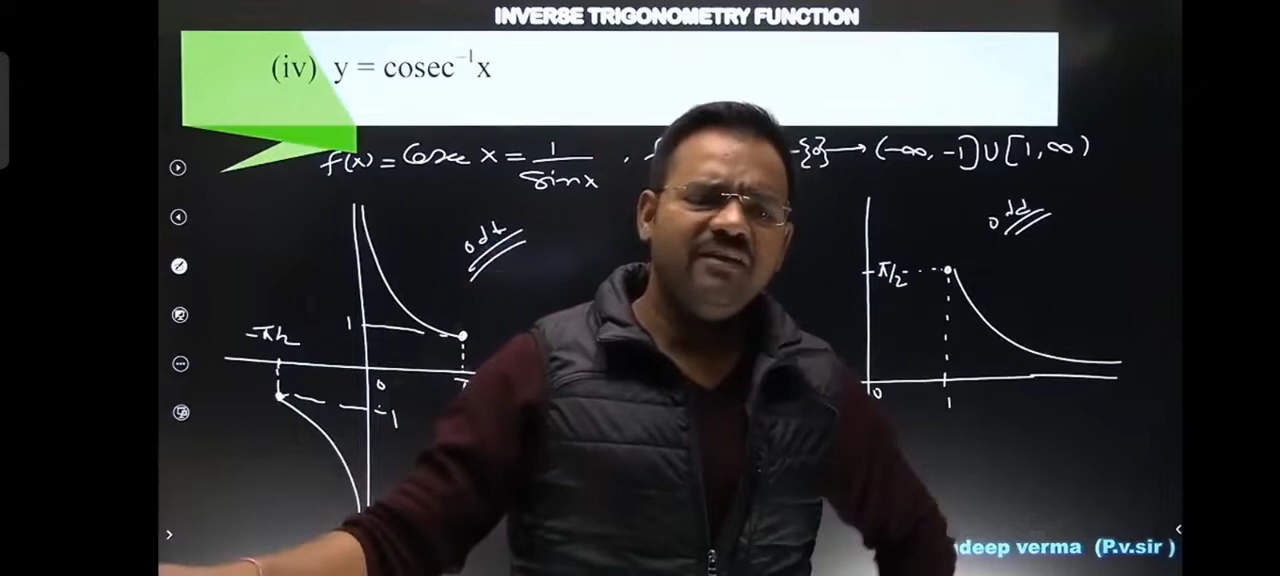 INVERSE TRIGONOMETRY FUNCTION
(iv) y = cosec⁻¹x
f(x) = Cosec x = 1/Sinx , -{0} → (-∞, -1] ∪ [1, ∞)
odd
odd
π/2
1
-π/2
0
-1
0
1
deep verma (P.v.sir )